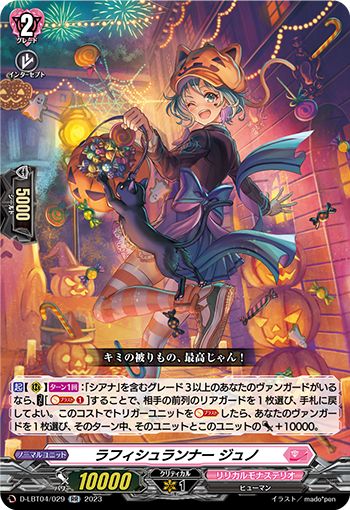 2
グレード
インターセプト
5000
シールド
キミの被りもの、最高じゃん！
起【(R)】【ターン1回】:「シアナ」を含むグレード3以上のあなたのヴァンガードがいる
なら、【(ソウルブラスト)(1)】することで、相手の前列のリアガードを1枚選び、手札に戻
してよい。このコストでトリガーユニットを(ソウルブラスト)したら、あなたのヴァンガード
を1枚選び、そのターン中、そのユニットとこのユニットのパワー+5000。
ノーマルユニット
ラフィシュランナー ジュノ
リリカルモナステリオ
パワー
10000
クリティカル
1
ヒューマン
D-LBT04/029 RR 2023
イラスト / mado*pen